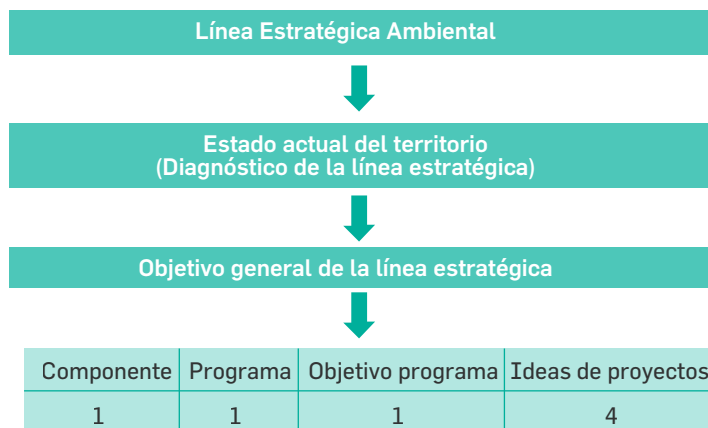 Línea Estratégica Ambiental
Estado actual del territorio
(Diagnóstico de la línea estratégica)
Objetivo general de la línea estratégica
Componente Programa Objetivo programa Ideas de proyectos
1 1 1 4